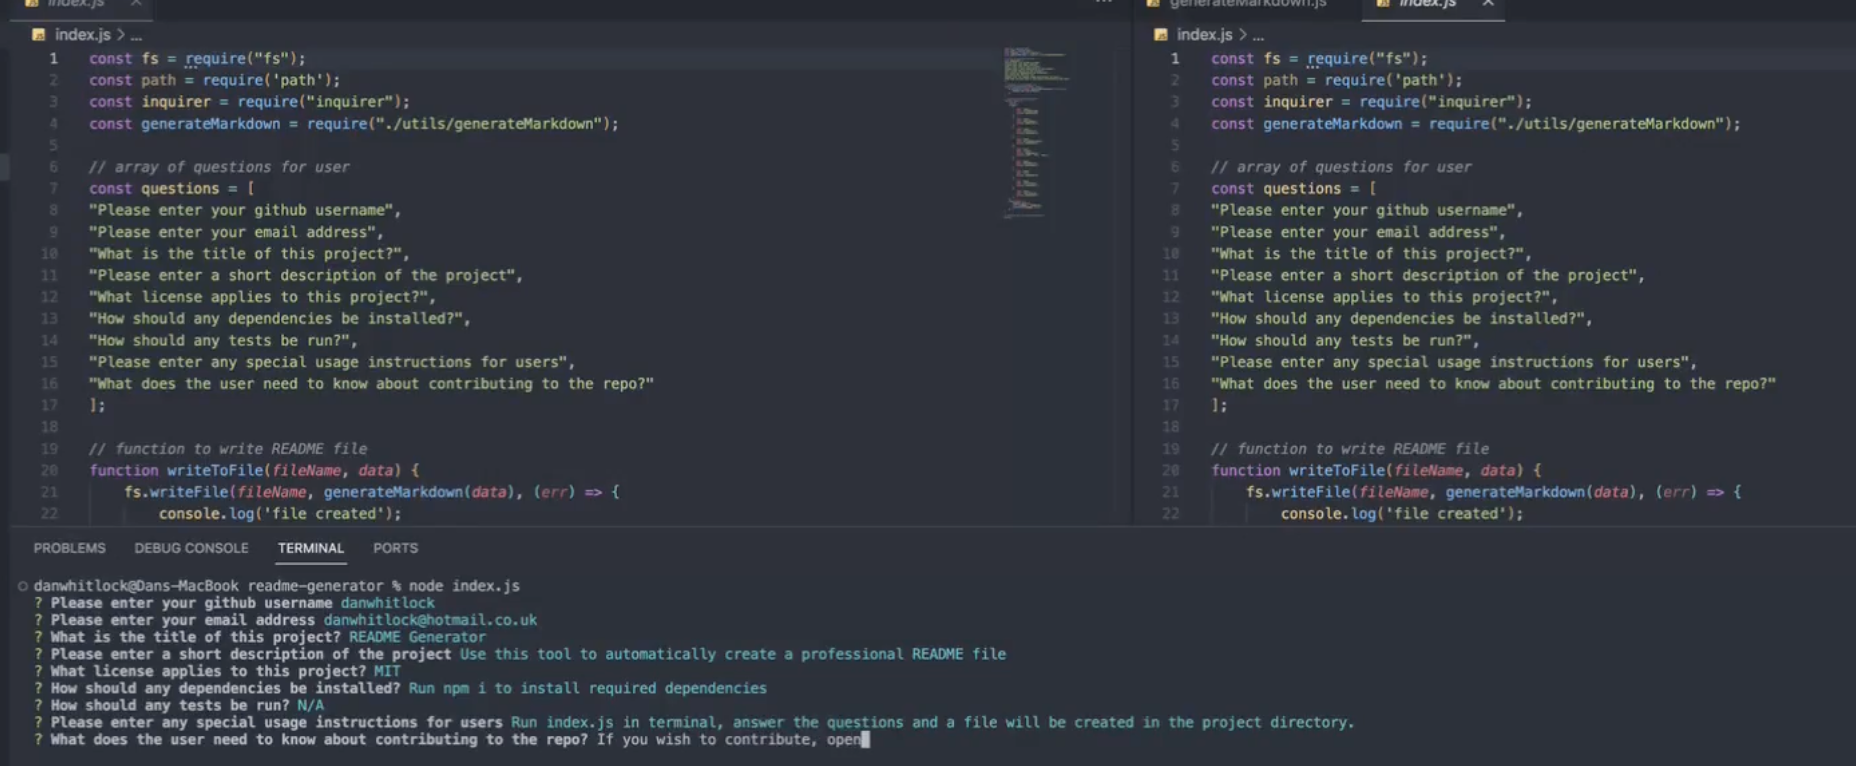 index.js
index.js > ...
1 const fs = require("fs");
2 const path = require('path');
3 const inquirer = require("inquirer");
4 const generateMarkdown = require("./utils/generateMarkdown");
5
6 // array of questions for user
7 const questions = [
8 "Please enter your github username",
9 "Please enter your email address",
10 "What is the title of this project?",
11 "Please enter a short description of the project",
12 "What license applies to this project?",
13 "How should any dependencies be installed?",
14 "How should any tests be run?",
15 "Please enter any special usage instructions for users",
16 "What does the user need to know about contributing to the repo?"
17 ];
18
19 // function to write README file
20 function writeToFile(fileName, data) {
21 fs.writeFile(fileName, generateMarkdown(data), (err) => {
22 console.log('file created');
generateMarkdown.js index.js
index.js > ...
1 const fs = require("fs");
2 const path = require('path');
3 const inquirer = require("inquirer");
4 const generateMarkdown = require("./utils/generateMarkdown");
5
6 // array of questions for user
7 const questions = [
8 "Please enter your github username",
9 "Please enter your email address",
10 "What is the title of this project?",
11 "Please enter a short description of the project",
12 "What license applies to this project?",
13 "How should any dependencies be installed?",
14 "How should any tests be run?",
15 "Please enter any special usage instructions for users",
16 "What does the user need to know about contributing to the repo?"
17 ];
18
19 // function to write README file
20 function writeToFile(fileName, data) {
21 fs.writeFile(fileName, generateMarkdown(data), (err) => {
22 console.log('file created');
PROBLEMS DEBUG CONSOLE TERMINAL PORTS
danwhitlock@Dans-MacBook readme-generator % node index.js
? Please enter your github username danwhitlock
? Please enter your email address danwhitlock@hotmail.co.uk
? What is the title of this project? README Generator
? Please enter a short description of the project Use this tool to automatically create a professional README file
? What license applies to this project? MIT
? How should any dependencies be installed? Run npm i to install required dependencies
? How should any tests be run? N/A
? Please enter any special usage instructions for users Run index.js in terminal, answer the questions and a file will be created in the project directory.
? What does the user need to know about contributing to the repo? If you wish to contribute, open